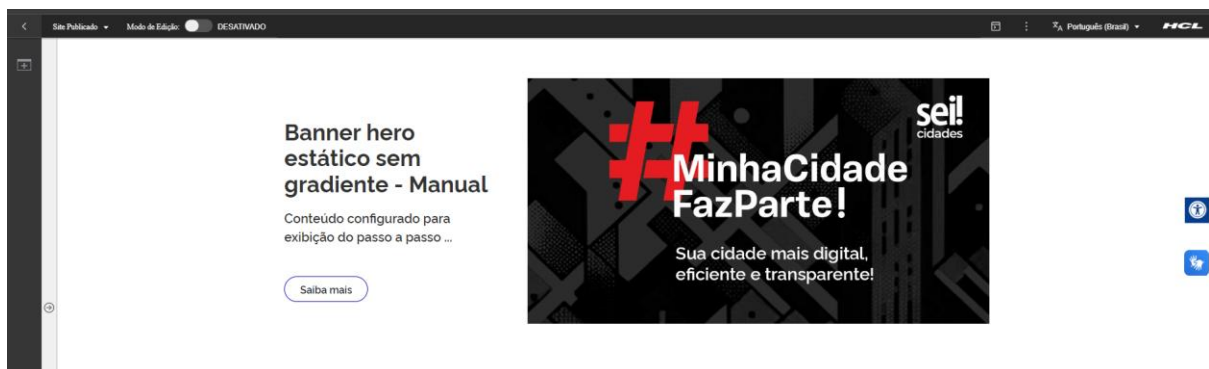 Site Publicado
Modo de Edição:
DESATIVADO
Português (Brasil)
HCL
Banner hero
estático sem
gradiente - Manual
Conteúdo configurado para
exibição do passo a passo ...
Saiba mais
sei!
cidades
#MinhaCidade
FazParte!
Sua cidade mais digital,
eficiente e transparente!